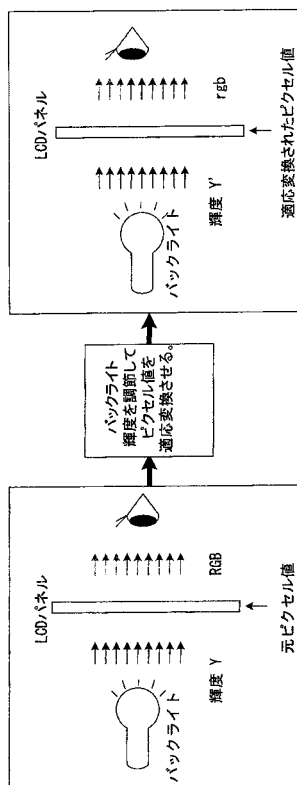 LCDパネル
バックライト
輝度 Y
RGB
元ピクセル値
バックライト
輝度を調節して
ピクセル値を
適応変換させる。
LCDパネル
バックライト
輝度 Y'
rgb
適応変換されたピクセル値